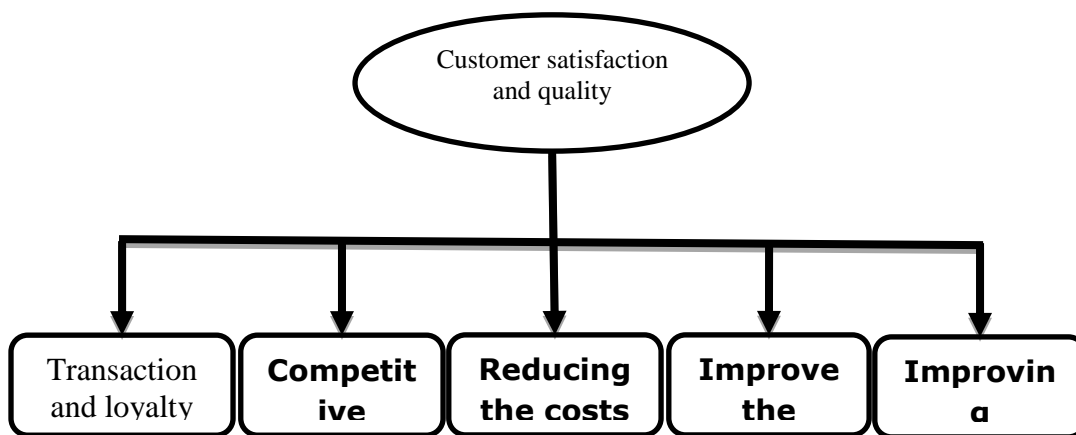 Customer satisfaction
and quality
Transaction
and loyalty
Competit
ive
Reducing
the costs
Improve
the
Improvin
g